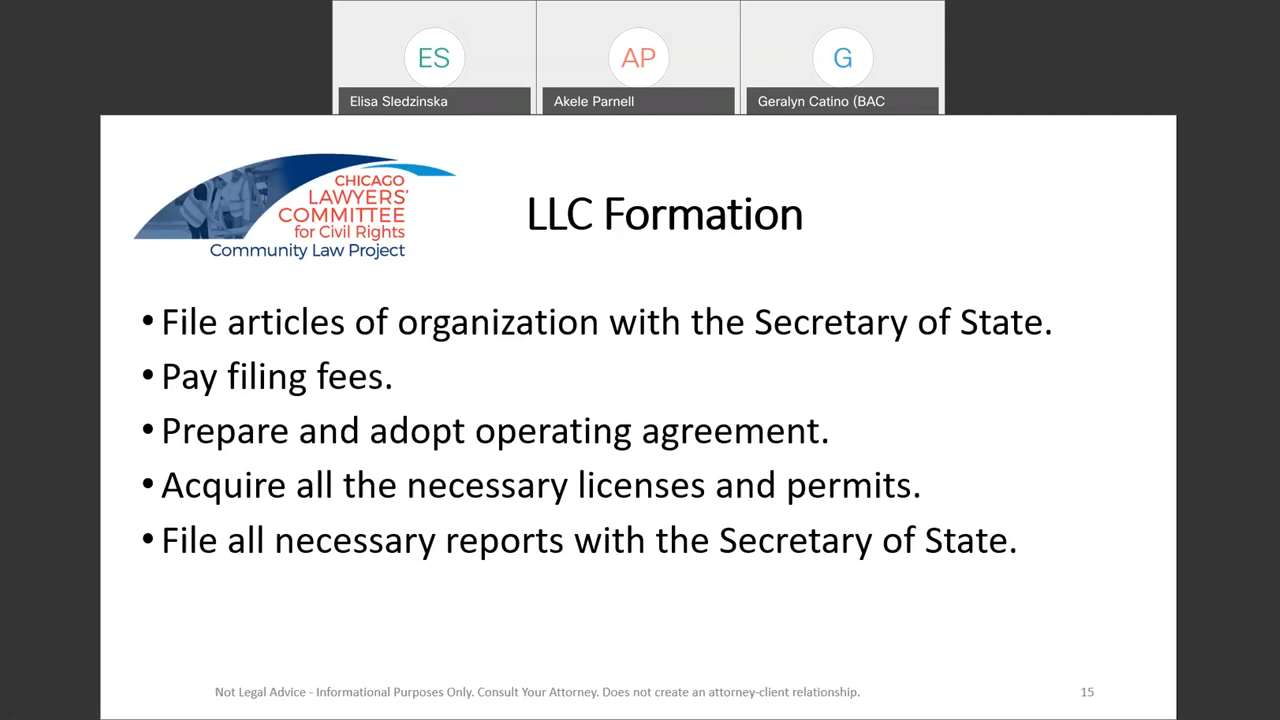 ES
AP
G
Elisa Sledzinska
Akele Parnell
Geralyn Catino (BAC
CHICAGO
LAWYERS'
COMMITTEE
for Civil Rights
Community Law Project
LLC Formation
• File articles of organization with the Secretary of State.
• Pay filing fees.
• Prepare and adopt operating agreement.
• Acquire all the necessary licenses and permits.
• File all necessary reports with the Secretary of State.
Not Legal Advice - Informational Purposes Only. Consult Your Attorney. Does not create an attorney-client relationship.
15